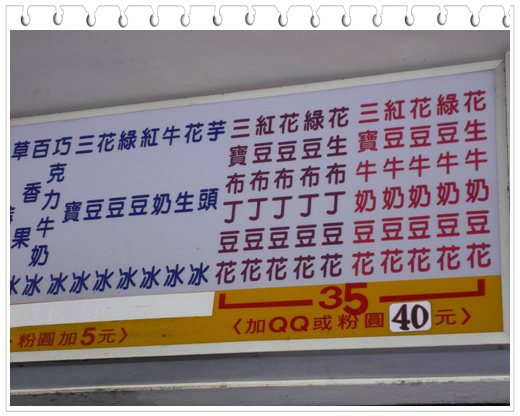 花生牛奶豆花
綠豆牛奶豆花
花豆牛奶豆花
紅豆牛奶豆花
三寶牛奶豆花
花生布丁豆花
綠豆布丁豆花
花豆布丁豆花
紅豆布丁豆花
三寶布丁豆花
芋頭冰
花生冰
牛奶冰
紅豆冰
綠豆冰
花豆冰
三寶冰
巧克力牛奶冰
百香果冰
草冰
35
〈加QQ或粉圓40元〉
粉圓加5元〉